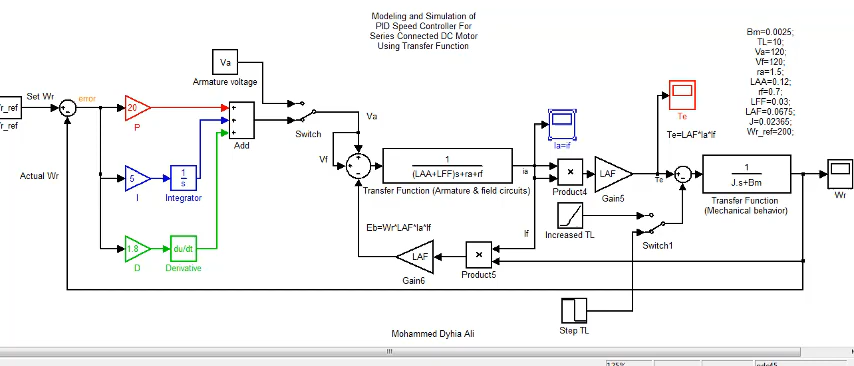 Modeling and Simulation of
PID Speed Controller For
Series Connected DC Motor
Using Transfer Function
Bm=0.0025;
TL=10;
Va=120;
Vf=120;
ra=1.5;
LAA=0.12;
rf=0.7;
LFF=0.03;
LAF=0.0675;
J=0.02365;
Wr_ref=200;
Va
Armature voltage
Set Wr
error
20
P
Add
Switch
Va
Vf
Ia=if
Te
Te=LAF*Ia*If
1
(LAA+LFF)s+ra+rf
Transfer Function (Armature & field circuits)
ia
×
Product4
LAF
Gain5
Te
1
J.s+Bm
Transfer Function
(Mechanical behavior)
Wr
Actual Wr
5
I
1
s
Integrator
Increased TL
Switch1
Eb=Wr*LAF*Ia*If
If
1.8
D
du/dt
Derivative
LAF
Gain6
×
Product5
Step TL
Mohammed Dyhia Ali
125%